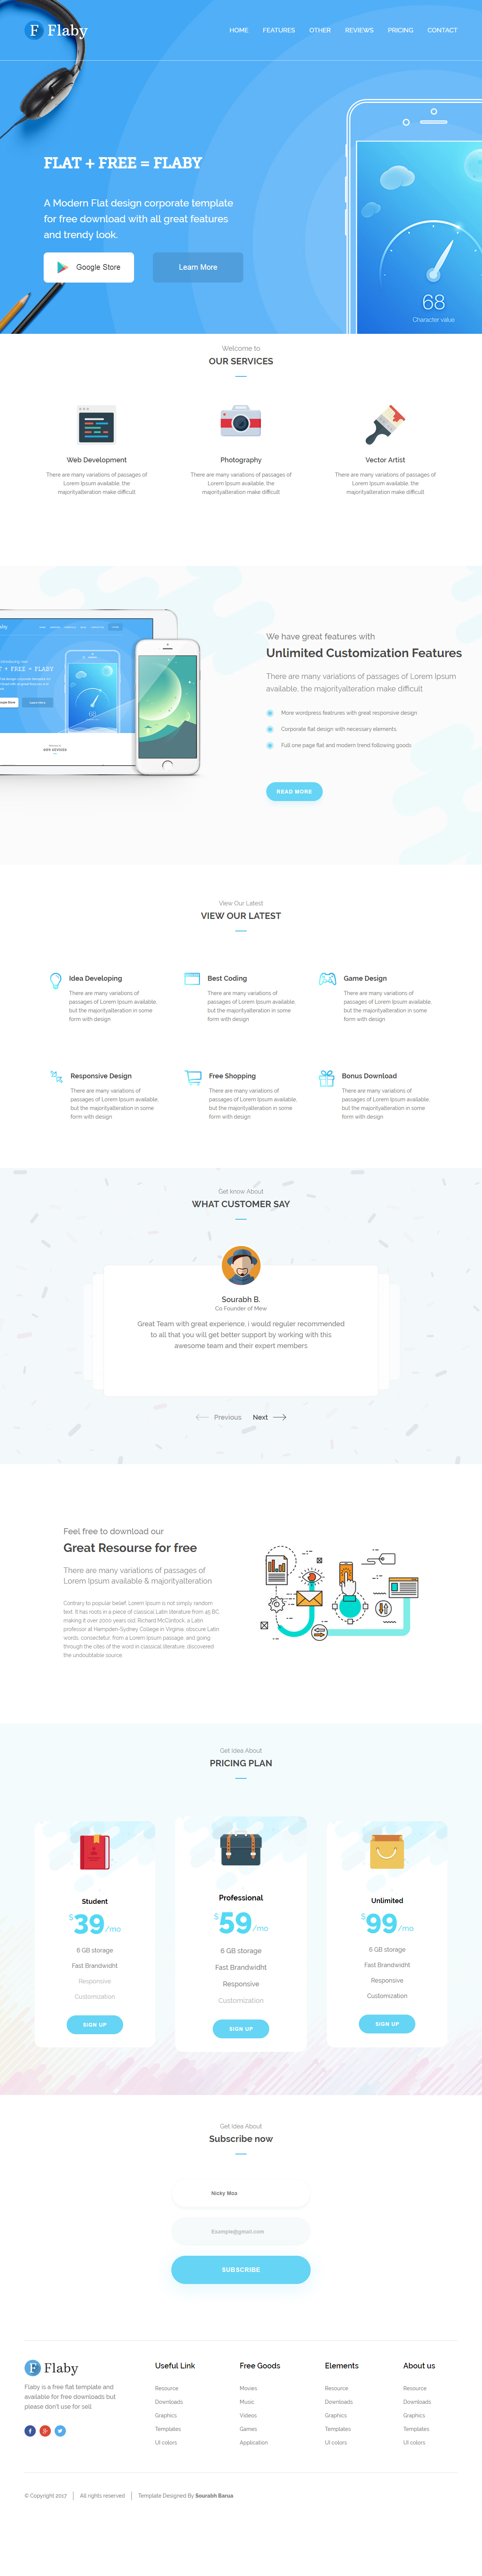 F Flaby
HOME FEATURES OTHER REVIEWS PRICING CONTACT
FLAT + FREE = FLABY
A Modern Flat design corporate template
for free download with all great features
and trendy look.
Google Store
Learn More
68
Character value
Welcome to
OUR SERVICES
Web Development
There are many variations of passages of
Lorem Ipsum available, the
majorityalteration make difficult
Photography
There are many variations of passages of
Lorem Ipsum available, the
majorityalteration make difficult
Vector Artist
There are many variations of passages of
Lorem Ipsum available, the
majorityalteration make difficult
We have great features with
Unlimited Customization Features
There are many variations of passages of Lorem Ipsum
available, the majorityalteration make difficult
More wordpress featrures with great responsive design
Corporate flat design with necessary elements.
Full one page flat and modern trend following goods
READ MORE
View Our Latest
VIEW OUR LATEST
Idea Developing
There are many variations of
passages of Lorem Ipsum available,
but the majorityalteration in some
form with design
Best Coding
There are many variations of
passages of Lorem Ipsum available,
but the majorityalteration in some
form with design
Game Design
There are many variations of
passages of Lorem Ipsum available,
but the majorityalteration in some
form with design
Responsive Design
There are many variations of
passages of Lorem Ipsum available,
but the majorityalteration in some
form with design
Free Shopping
There are many variations of
passages of Lorem Ipsum available,
but the majorityalteration in some
form with design
Bonus Download
There are many variations of
passages of Lorem Ipsum available,
but the majorityalteration in some
form with design
Get know About
WHAT CUSTOMER SAY
Sourabh B.
Co Founder of Mew
Great Team with great experience, i would reguler recommended
to all that you will get better support by working with this
awesome team and their expert members
Previous Next
Feel free to download our
Great Resourse for free
There are many variations of passages of
Lorem Ipsum available & majorityalteration
Contrary to popular belief, Lorem Ipsum is not simply random
text. It has roots in a piece of classical Latin literature from 45 BC,
making it over 2000 years old. Richard McClintock, a Latin
professor at Hampden-Sydney College in Virginia, obscure Latin
words, consectetur, from a Lorem Ipsum passage, and going
through the cites of the word in classical literature, discovered
the undoubtable source.
Get Idea About
PRICING PLAN
Student
$39/mo
6 GB storage
Fast Brandwidht
Responsive
Customization
SIGN UP
Professional
$59/mo
6 GB storage
Fast Brandwidht
Responsive
Customization
SIGN UP
Unlimited
$99/mo
6 GB storage
Fast Brandwidht
Responsive
Customization
SIGN UP
Get Idea About
Subscribe now
Nicky Mca
Example@gmail.com
SUBSCRIBE
F Flaby
Flaby is a free flat template and
available for free downloads but
please don't use for sell
Useful Link
Resource
Downloads
Graphics
Templates
UI colors
Free Goods
Movies
Music
Videos
Games
Application
Elements
Resource
Downloads
Graphics
Templates
UI colors
About us
Resource
Downloads
Graphics
Templates
UI colors
© Copyright 2017 All rights reserved Template Designed By Sourabh Barua